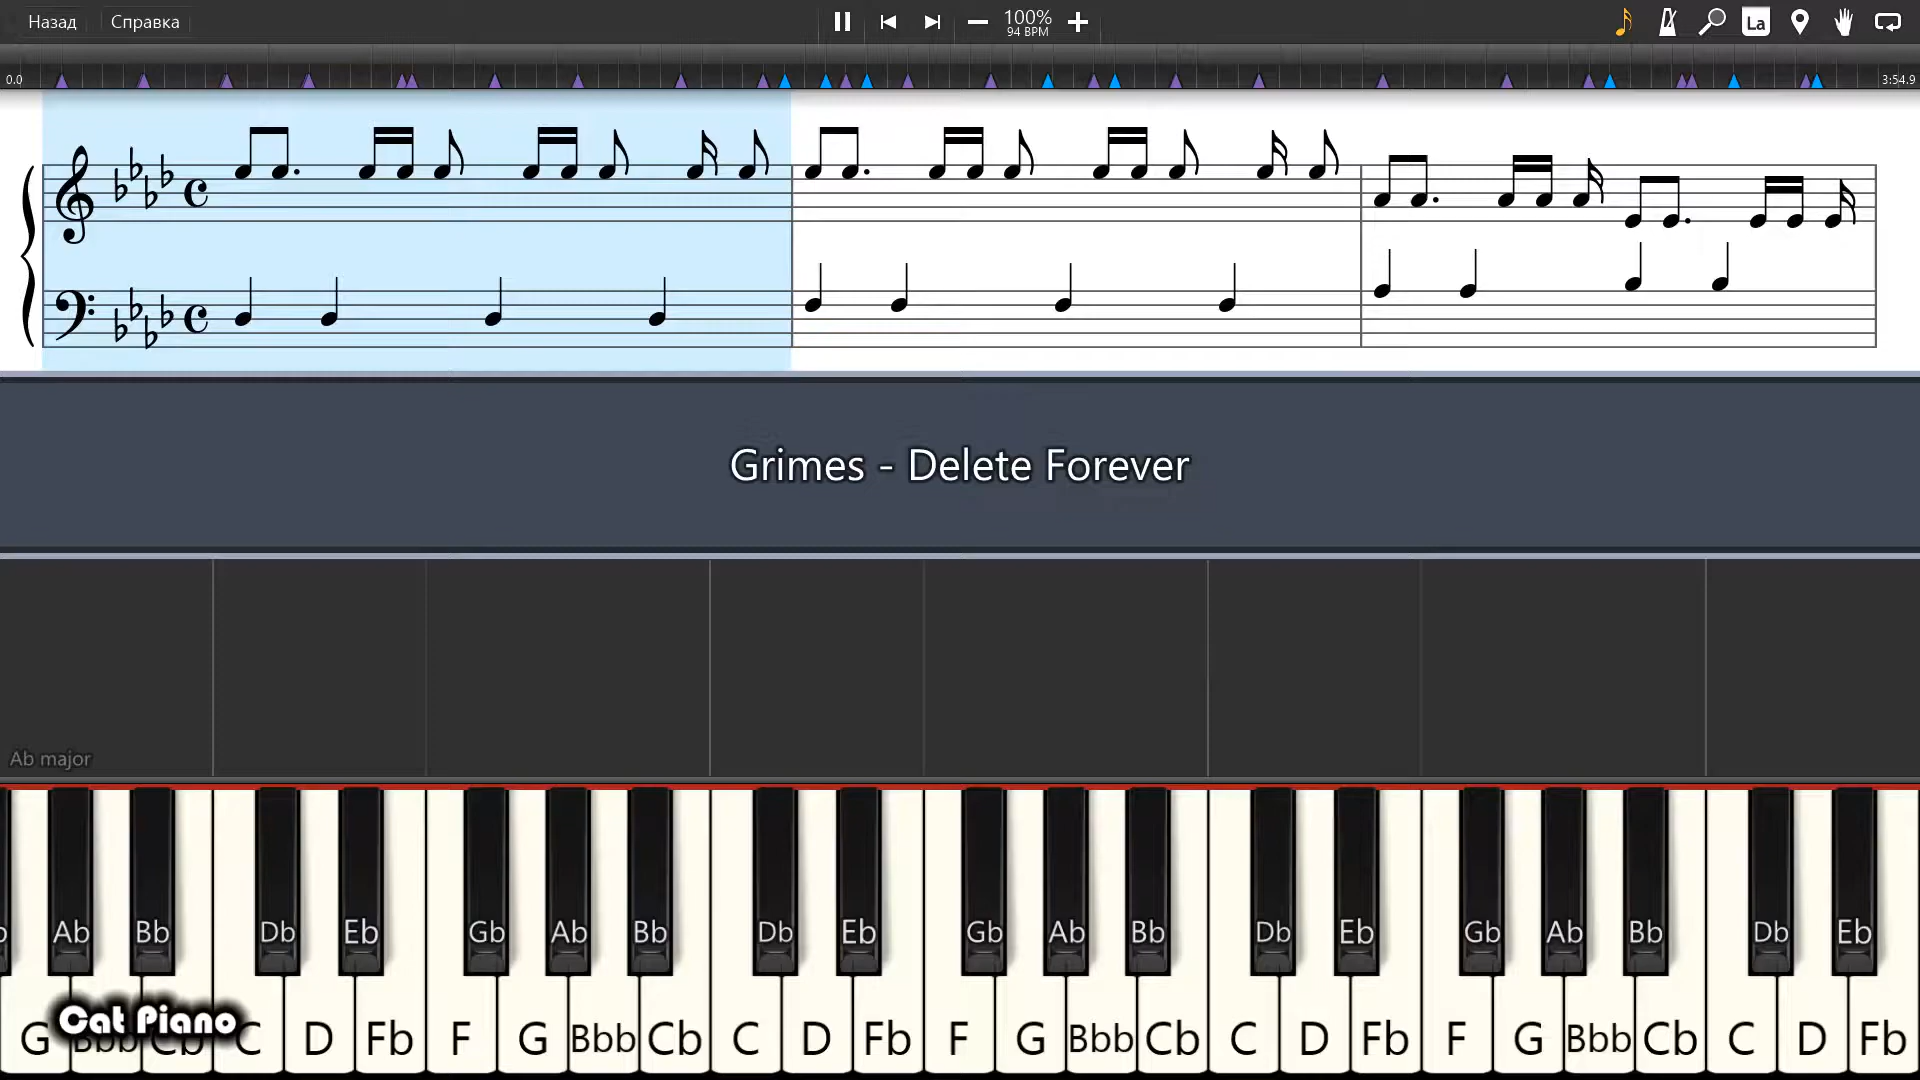 Назад Справка
100%
94 BPM
La
0.0
3:54.9
Grimes - Delete Forever
Ab major
Ab Bb Db Eb Gb Ab Bb Db Eb Gb Ab Bb Db Eb Gb Ab Bb Db Eb
Cat Piano
G Bbb Cb C D Fb F G Bbb Cb C D Fb F G Bbb Cb C D Fb F G Bbb Cb C D Fb